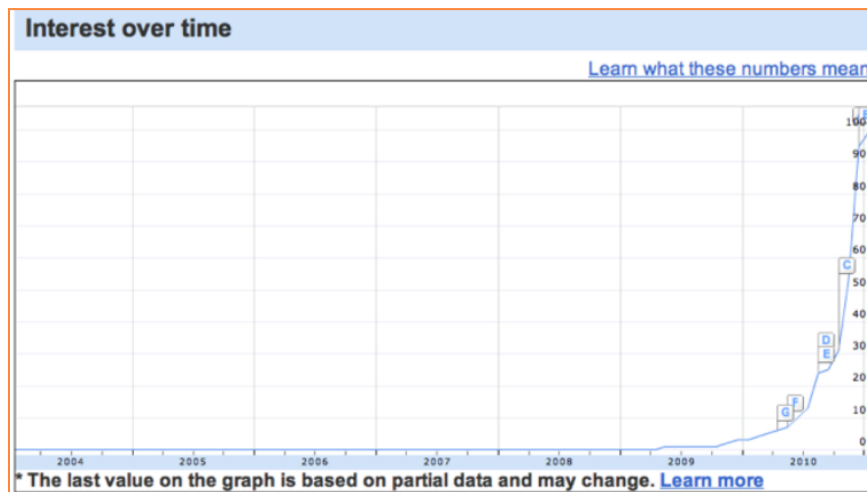 Interest over time
Learn what these numbers mean
100
90
80
70
60
50
40
30
20
10
0
C
D
E
F
G
2004 2005 2006 2007 2008 2009 2010
* The last value on the graph is based on partial data and may change. Learn more